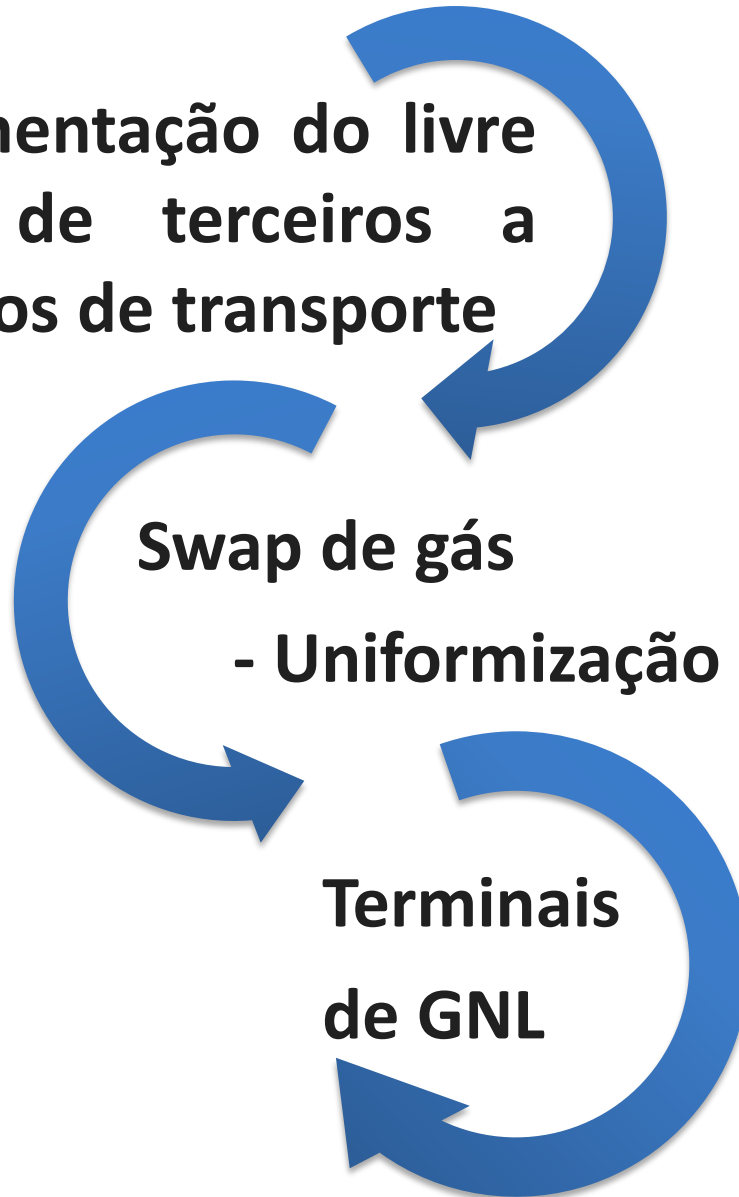 mentação do livre
de terceiros a
os de transporte
Swap de gás
- Uniformização
Terminais
de GNL